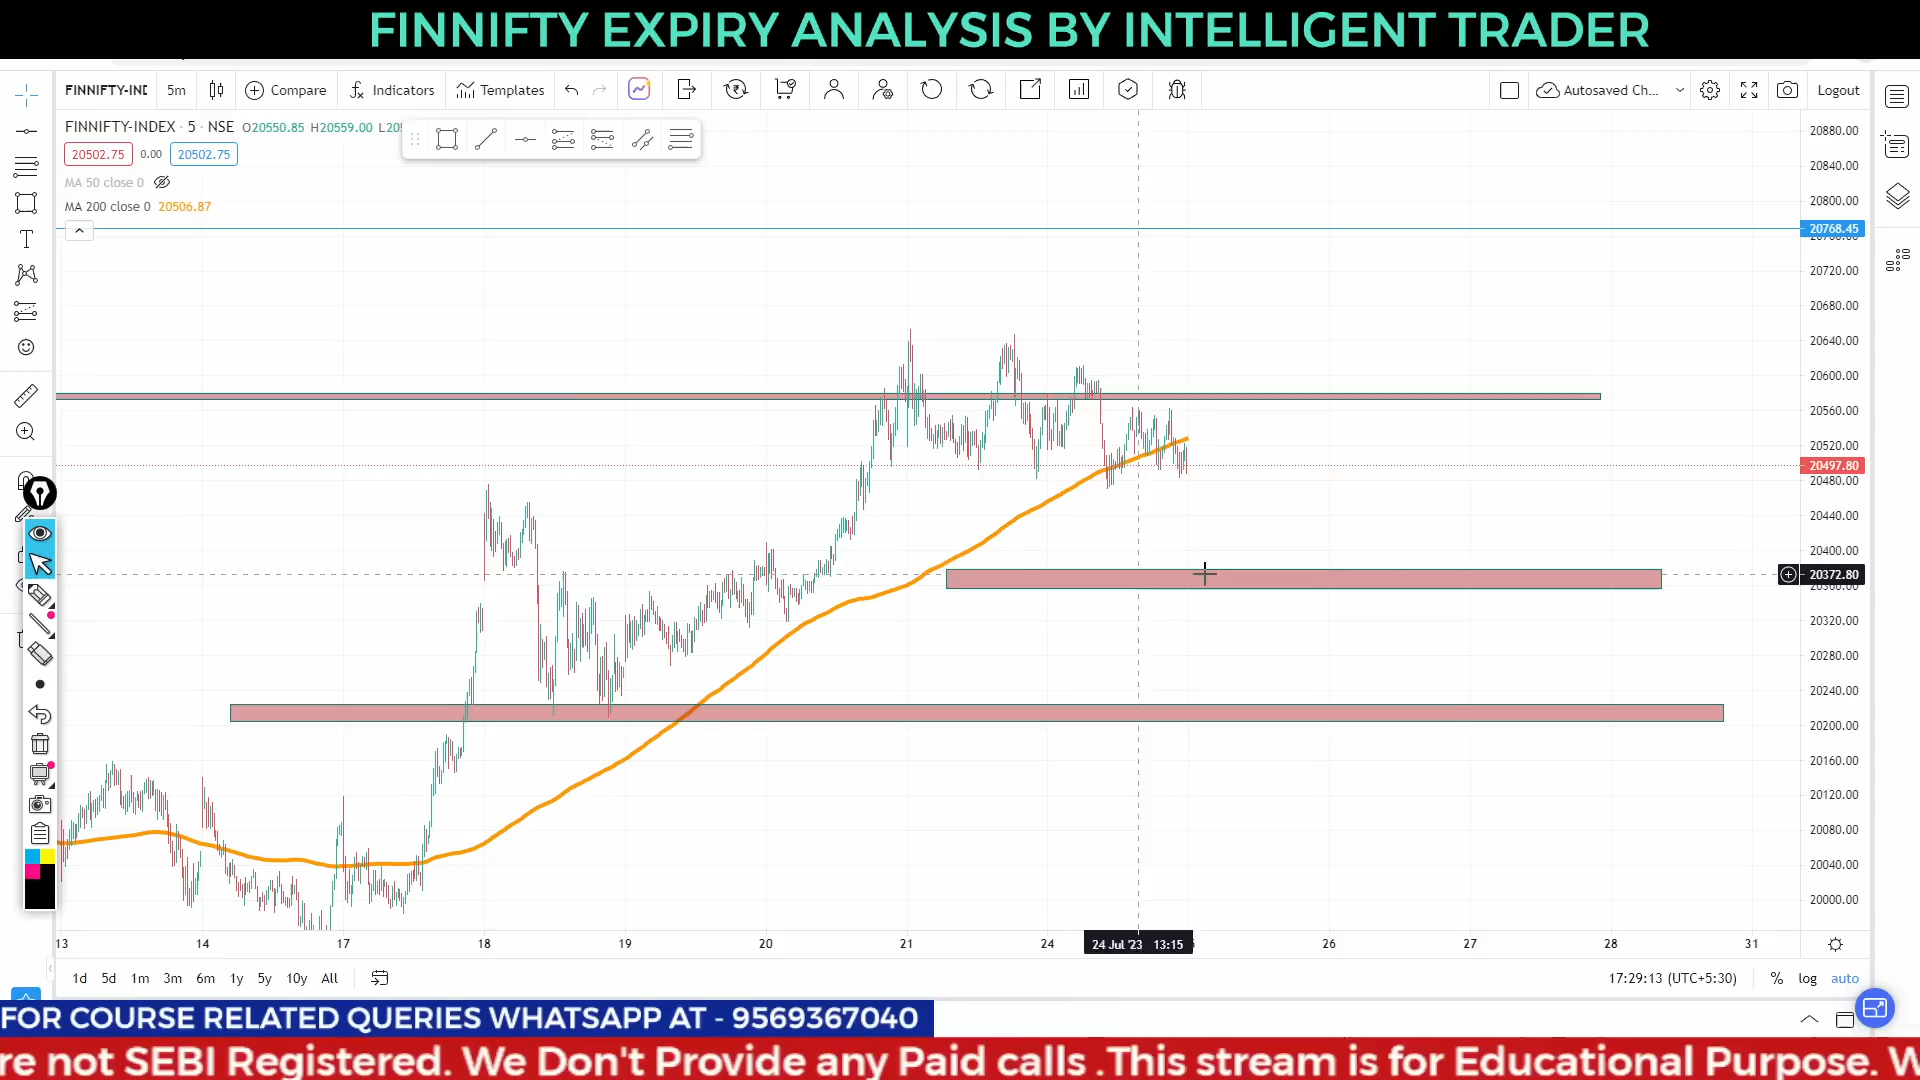 FINNIFTY EXPIRY ANALYSIS BY INTELLIGENT TRADER
FINNIFTY-IND 5m Compare Indicators Templates Autosaved Ch... Logout
FINNIFTY-INDEX · 5 · NSE O20550.85 H20559.00
20502.75 0.00 20502.75
MA 50 close 0
MA 200 close 0 20506.87
20880.00
20840.00
20800.00
20768.45
20720.00
20680.00
20640.00
20600.00
20560.00
20520.00
20497.80
20480.00
20440.00
20400.00
20372.80
20320.00
20280.00
20240.00
20200.00
20160.00
20120.00
20080.00
20040.00
20000.00
13 14 17 18 19 20 21 24 24 Jul '23 13:15 26 27 28 31
1d 5d 1m 3m 6m 1y 5y 10y All 17:29:13 (UTC+5:30) % log auto
FOR COURSE RELATED QUERIES WHATSAPP AT - 9569367040
re not SEBI Registered. We Don't Provide any Paid calls .This stream is for Educational Purpose. W